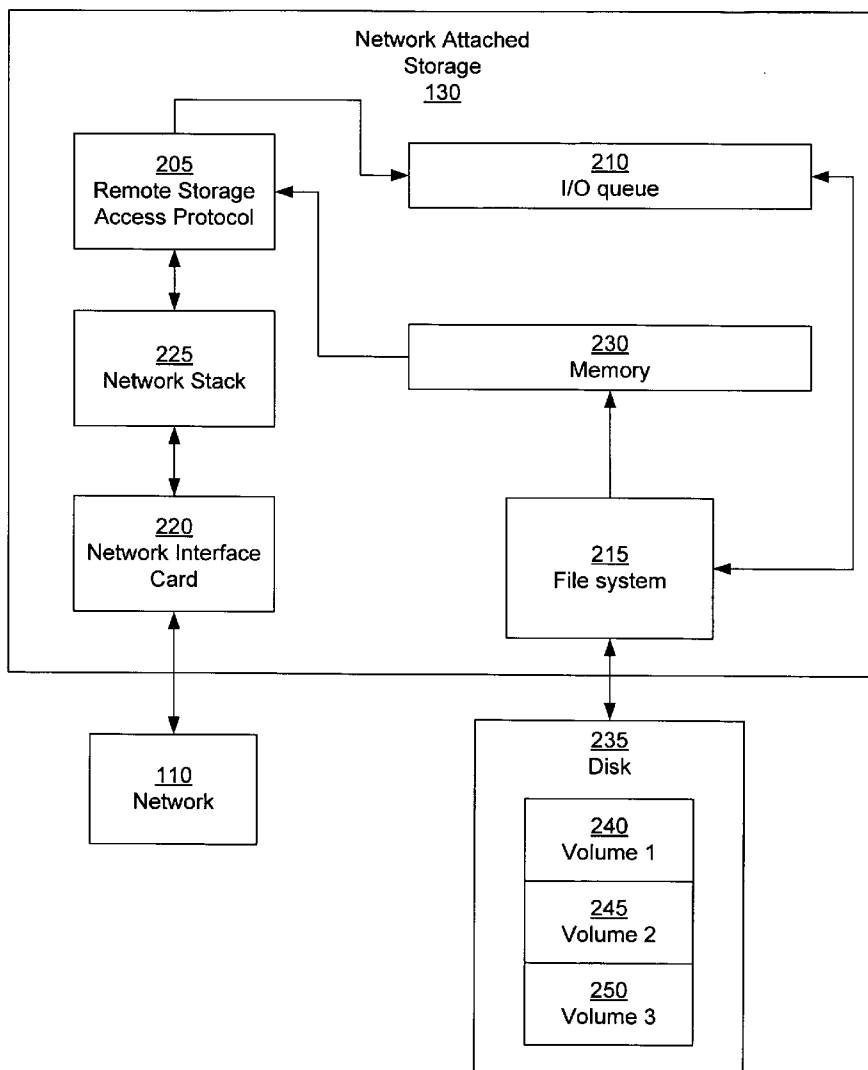 Network Attached
Storage
130
205
Remote Storage
Access Protocol
210
I/O queue
225
Network Stack
230
Memory
220
Network Interface
Card
215
File system
110
Network
235
Disk
240
Volume 1
245
Volume 2
250
Volume 3